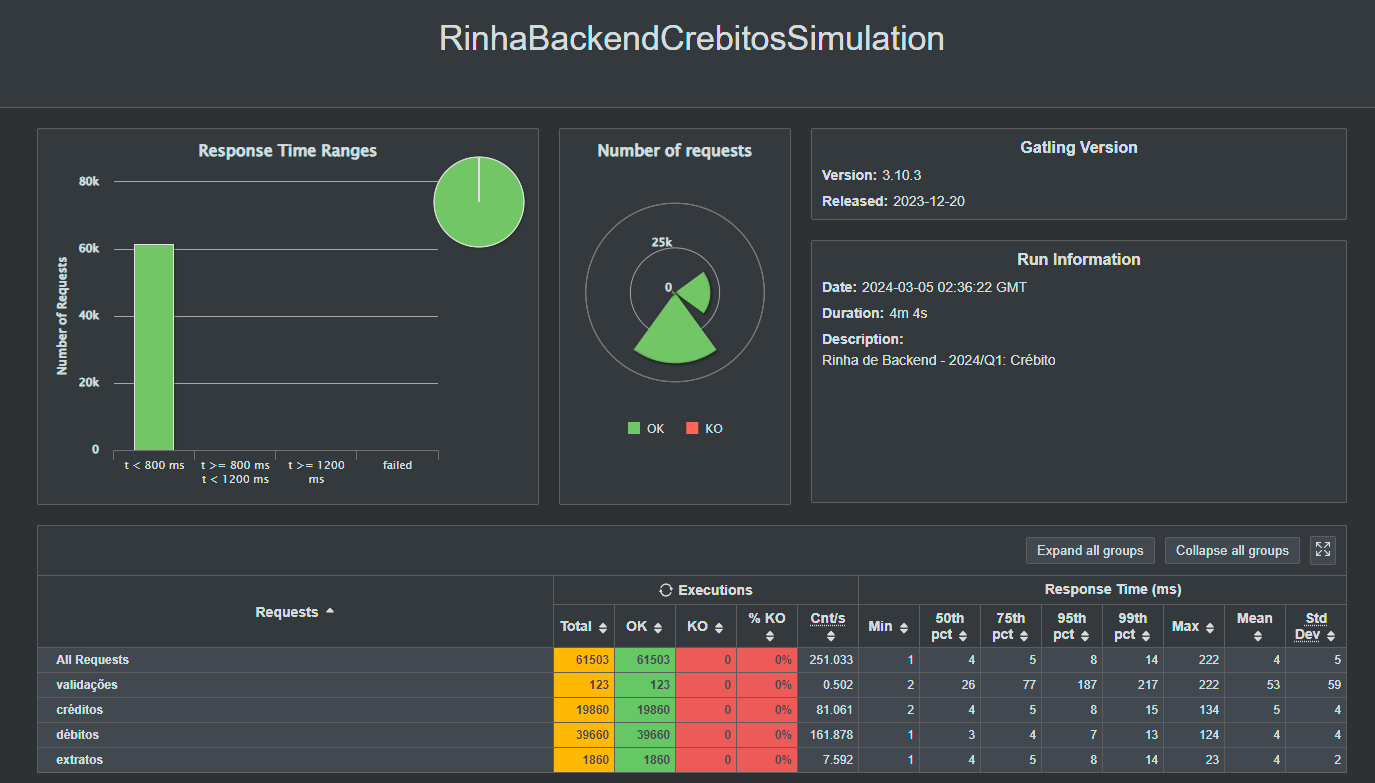 RinhaBackendCrebitosSimulation
Response Time Ranges
80k
60k
40k
20k
0
Number of Requests
t < 800 ms
t >= 800 ms
t < 1200 ms
t >= 1200
ms
failed
Number of requests
25k
0
OK
KO
Gatling Version
Version: 3.10.3
Released: 2023-12-20
Run Information
Date: 2024-03-05 02:36:22 GMT
Duration: 4m 4s
Description:
Rinha de Backend - 2024/Q1: Crébito
Expand all groups Collapse all groups
Requests
Executions
Response Time (ms)
Total OK KO % KO Cnt/s Min 50th pct 75th pct 95th pct 99th pct Max Mean Std Dev
All Requests 61503 61503 0 0% 251.033 1 4 5 8 14 222 4 5
validações 123 123 0 0% 0.502 2 26 77 187 217 222 53 59
créditos 19860 19860 0 0% 81.061 2 4 5 8 15 134 5 4
débitos 39660 39660 0 0% 161.878 1 3 4 7 13 124 4 4
extratos 1860 1860 0 0% 7.592 1 4 5 8 14 23 4 2